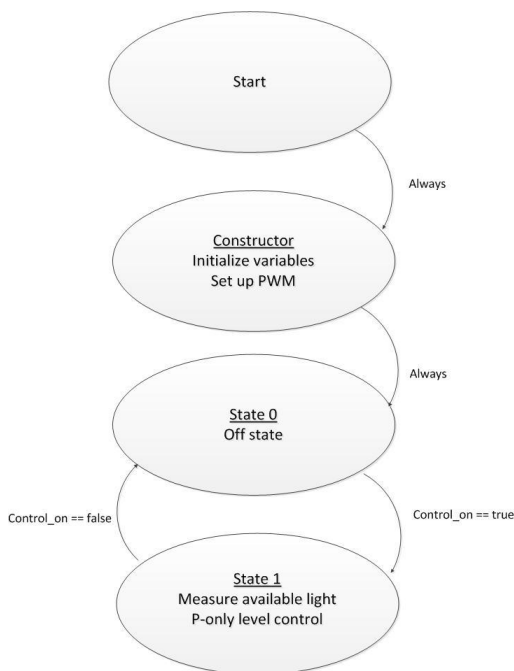 Start
Always
Constructor
Initialize variables
Set up PWM
Always
State 0
Off state
Control_on == false
Control_on == true
State 1
Measure available light
P-only level control